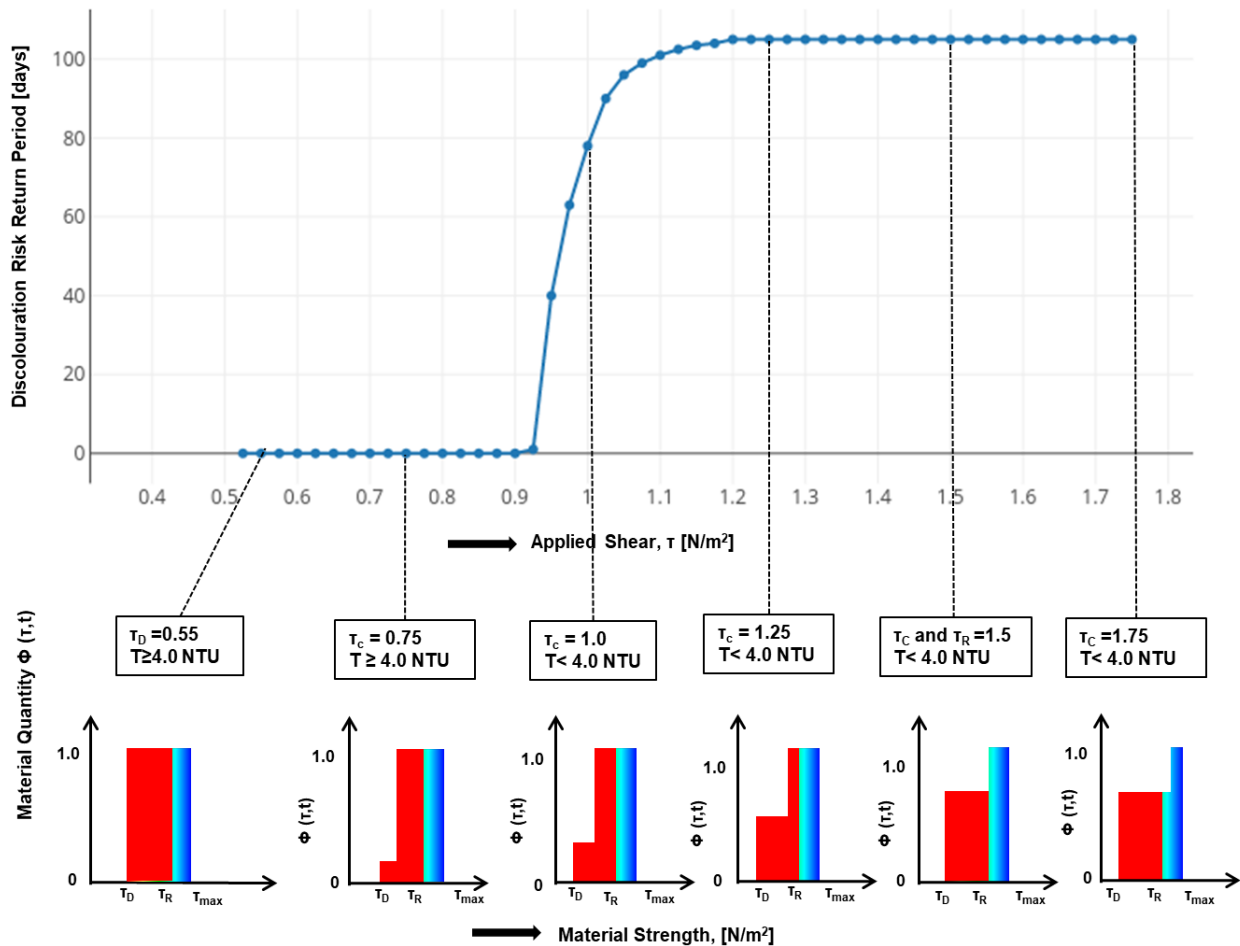 Discolouration Risk Return Period [days]
100
80
60
40
20
0
0.4 0.5 0.6 0.7 0.8 0.9 1 1.1 1.2 1.3 1.4 1.5 1.6 1.7 1.8
Applied Shear, τ [N/m²]
τD =0.55
T≥4.0 NTU
τc = 0.75
T ≥ 4.0 NTU
τc = 1.0
T< 4.0 NTU
τc = 1.25
T< 4.0 NTU
τC and τR =1.5
T< 4.0 NTU
τC =1.75
T< 4.0 NTU
Material Quantity Φ (τ,t)
1.0
0
τD τR τmax
Φ (τ,t)
1.0
0
τD τR τmax
Φ (τ,t)
1.0
0
τD τR τmax
Φ (τ,t)
1.0
0
τD τR τmax
Φ (τ,t)
1.0
0
τD τR τmax
Φ (τ,t)
1.0
0
τD τR τmax
Material Strength, [N/m²]